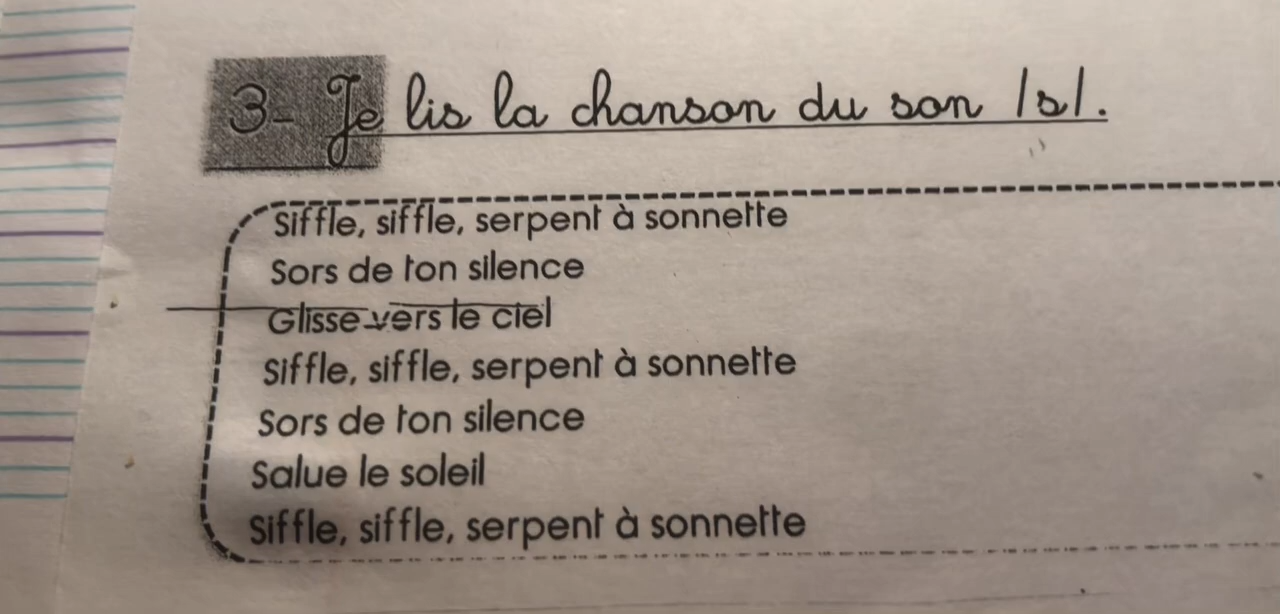 3- Je lis la chanson du son /s/.
Siffle, siffle, serpent à sonnette
Sors de ton silence
Glisse vers le ciel
Siffle, siffle, serpent à sonnette
Sors de ton silence
Salue le soleil
Siffle, siffle, serpent à sonnette